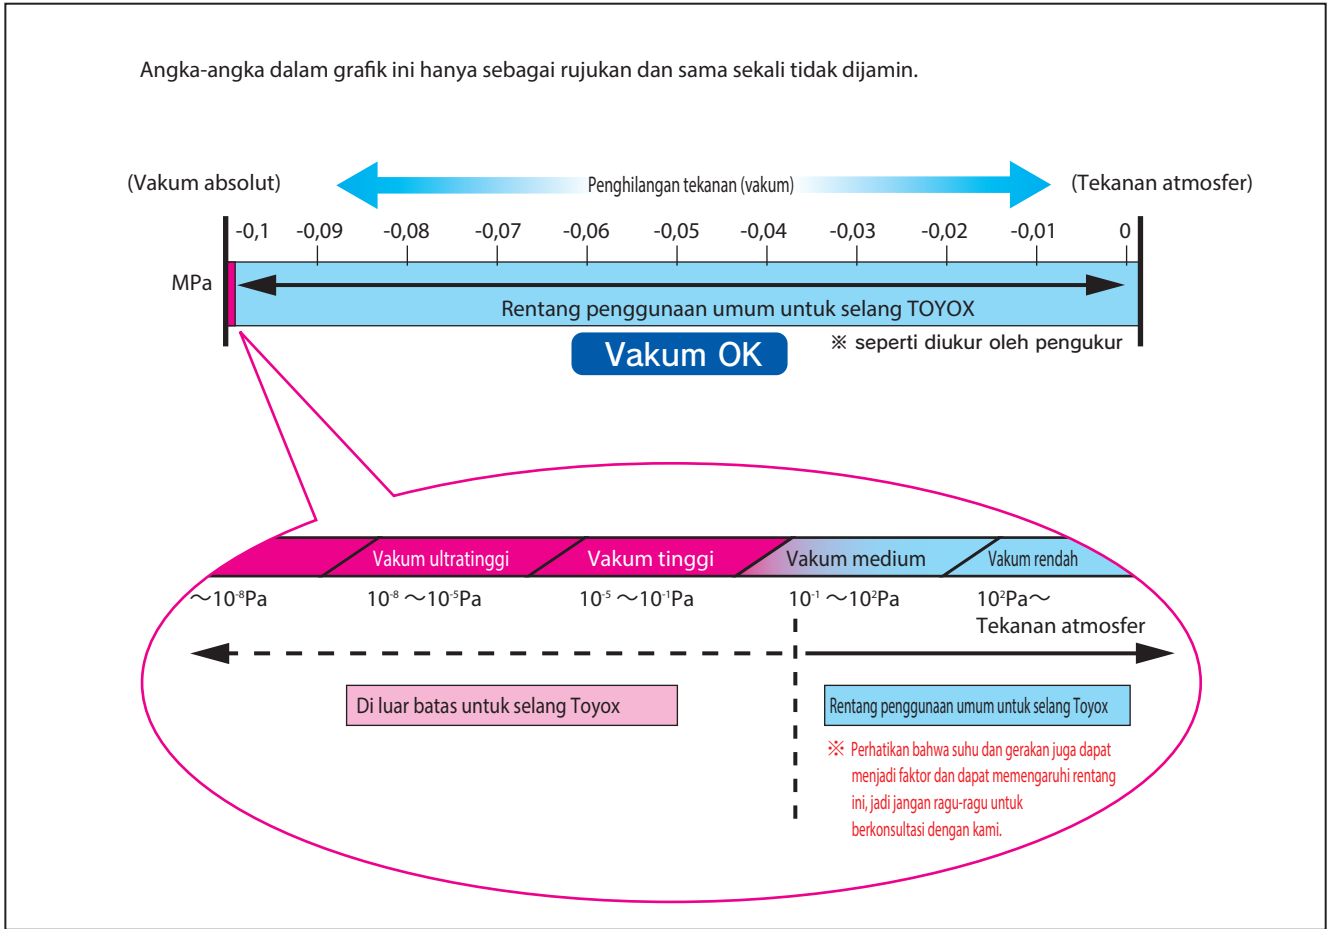 Angka-angka dalam grafik ini hanya sebagai rujukan dan sama sekali tidak dijamin.
(Vakum absolut) Penghilangan tekanan (vakum) (Tekanan atmosfer)
-0,1 -0,09 -0,08 -0,07 -0,06 -0,05 -0,04 -0,03 -0,02 -0,01 0
MPa
Rentang penggunaan umum untuk selang TOYOX
Vakum OK
※ seperti diukur oleh pengukur
Vakum ultratinggi Vakum tinggi Vakum medium Vakum rendah
～10⁻⁸Pa 10⁻⁸ ～10⁻⁵Pa 10⁻⁵ ～10⁻¹Pa 10⁻¹ ～10²Pa 10²Pa～
Tekanan atmosfer
Di luar batas untuk selang Toyox
Rentang penggunaan umum untuk selang Toyox
※ Perhatikan bahwa suhu dan gerakan juga dapat
menjadi faktor dan dapat memengaruhi rentang
ini, jadi jangan ragu-ragu untuk
berkonsultasi dengan kami.